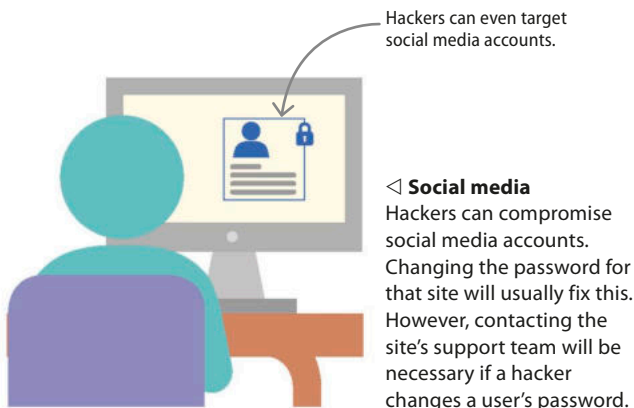 Hackers can even target
social media accounts.
◁ Social media
Hackers can compromise
social media accounts.
Changing the password for
that site will usually fix this.
However, contacting the
site's support team will be
necessary if a hacker
changes a user's password.